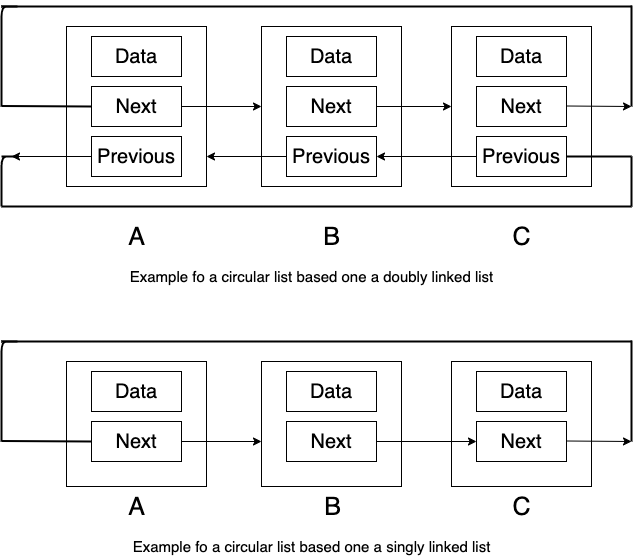 Data Data Data
Next Next Next
Previous Previous Previous
A B C
Example fo a circular list based one a doubly linked list
Data Data Data
Next Next Next
A B C
Example fo a circular list based one a singly linked list